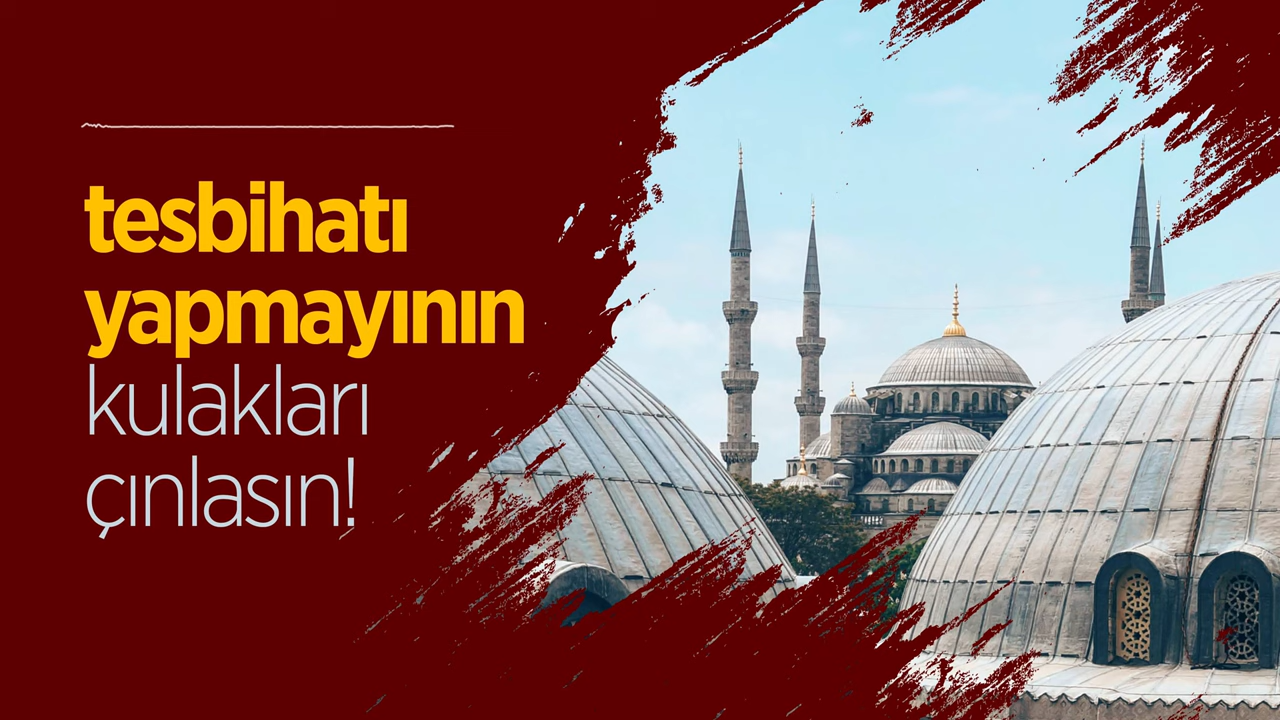 tesbihatı
yapmayının
kulakları
çınlasın!